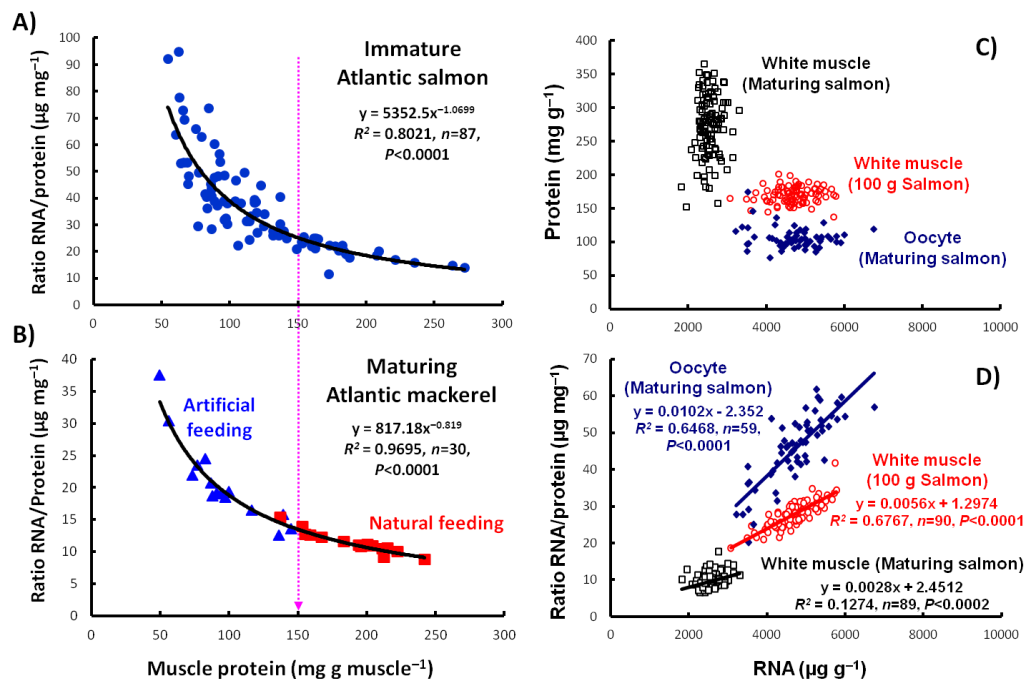 A)
Ratio RNA/protein (µg mg⁻¹)
100
90
80
70
60
50
40
30
20
10
0
0
50
100
150
200
250
300
Immature
Atlantic salmon
y = 5352.5x⁻¹·⁰⁶⁹⁹
R² = 0.8021, n=87,
P<0.0001
B)
Ratio RNA/Protein (µg mg⁻¹)
40
35
30
25
20
15
10
5
0
0
50
100
150
200
250
300
Muscle protein (mg g muscle⁻¹)
Maturing
Atlantic mackerel
y = 817.18x⁻⁰·⁸¹⁹
R² = 0.9695, n=30,
P<0.0001
Artificial
feeding
Natural feeding
C)
Protein (mg g⁻¹)
400
350
300
250
200
150
100
50
0
0
2000
4000
6000
8000
10000
White muscle
(Maturing salmon)
White muscle
(100 g Salmon)
Oocyte
(Maturing salmon)
D)
Ratio RNA/protein (µg mg⁻¹)
70
60
50
40
30
20
10
0
0
2000
4000
6000
8000
10000
RNA (µg g⁻¹)
Oocyte
(Maturing salmon)
y = 0.0102x - 2.352
R² = 0.6468, n=59,
P<0.0001
White muscle
(100 g Salmon)
y = 0.0056x + 1.2974
R² = 0.6767, n=90, P<0.0001
White muscle (Maturing salmon)
y = 0.0028x + 2.4512
R² = 0.1274, n=89, P<0.0002